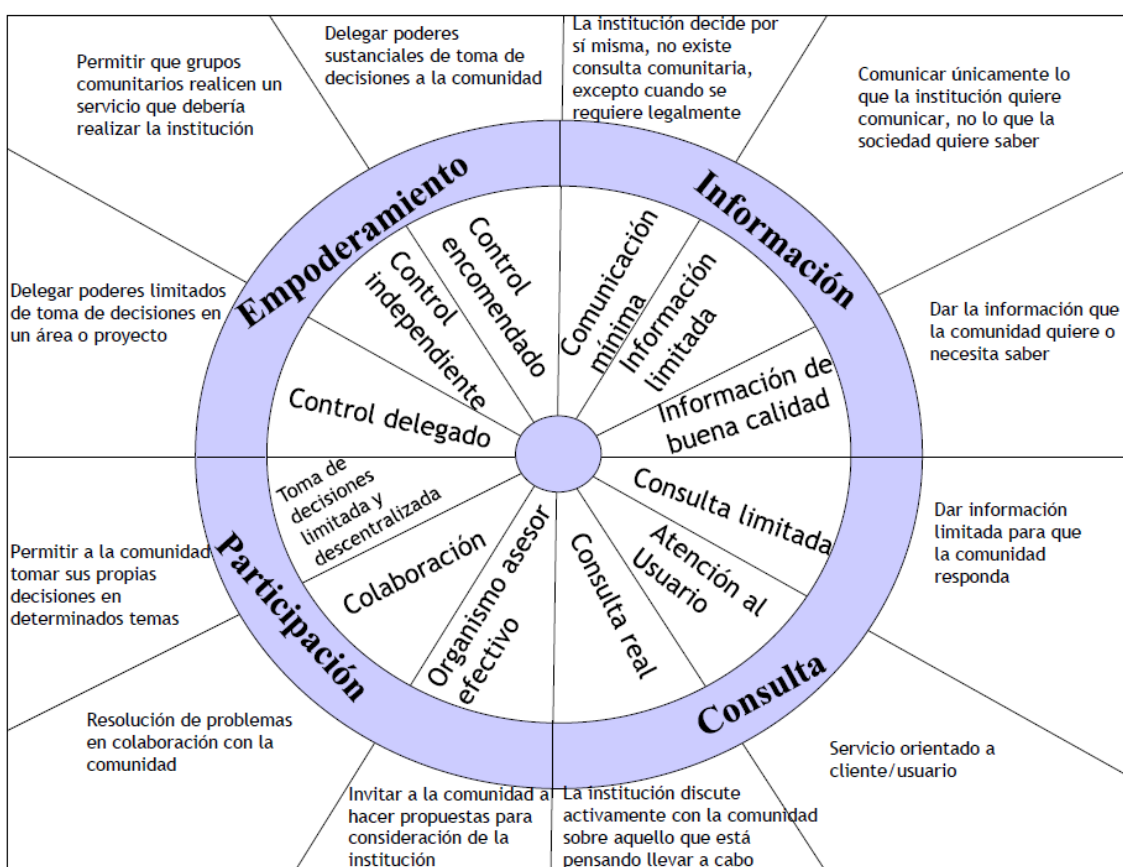 La institución decide por
sí misma, no existe
consulta comunitaria,
excepto cuando se
requiere legalmente
Comunicar únicamente lo
que la institución quiere
comunicar, no lo que la
sociedad quiere saber
Dar la información que
la comunidad quiere o
necesita saber
Dar información
limitada para que
la comunidad
responda
Servicio orientado a
cliente/usuario
La institución discute
activamente con la comunidad
sobre aquello que está
pensando llevar a cabo
Invitar a la comunidad a
hacer propuestas para
consideración de la
institución
Resolución de problemas
en colaboración con la
comunidad
Permitir a la comunidad
tomar sus propias
decisiones en
determinados temas
Delegar poderes limitados
de toma de decisiones en
un área o proyecto
Permitir que grupos
comunitarios realicen un
servicio que debería
realizar la institución
Delegar poderes
sustanciales de toma de
decisiones a la comunidad
Información
Consulta
Participación
Empoderamiento
Comunicación
mínima
Información
limitada
Información de
buena calidad
Consulta limitada
Atención al
Usuario
Consulta real
Organismo asesor
efectivo
Colaboración
Toma de
decisiones
limitada y
descentralizada
Control delegado
Control
independiente
Control
encomendado